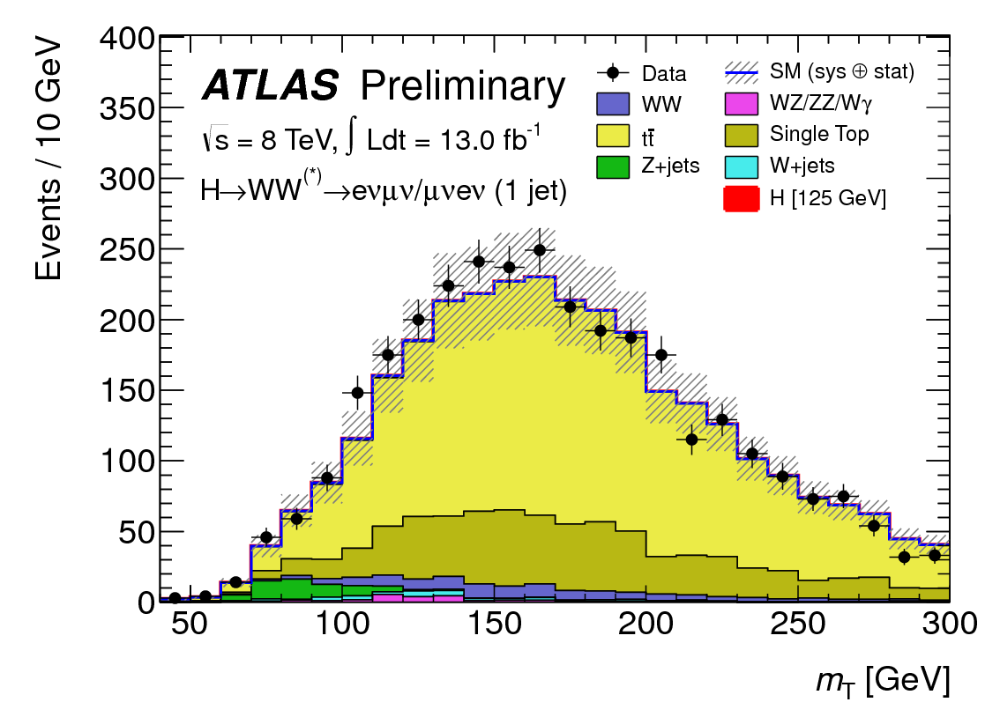 Events / 10 GeV
400
350
300
250
200
150
100
50
0
ATLAS Preliminary
√s = 8 TeV, ∫ Ldt = 13.0 fb⁻¹
H→WW⁽*⁾→eνμν/μνeν (1 jet)
Data
WW
tt̄
Z+jets
SM (sys ⊕ stat)
WZ/ZZ/Wγ
Single Top
W+jets
H [125 GeV]
50 100 150 200 250 300
m_T [GeV]